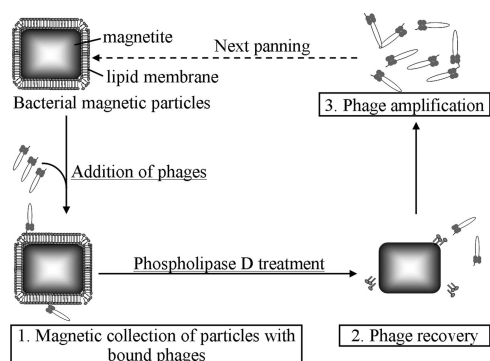 magnetite
lipid membrane
Bacterial magnetic particles
Next panning
3. Phage amplification
Addition of phages
Phospholipase D treatment
1. Magnetic collection of particles with
bound phages
2. Phage recovery